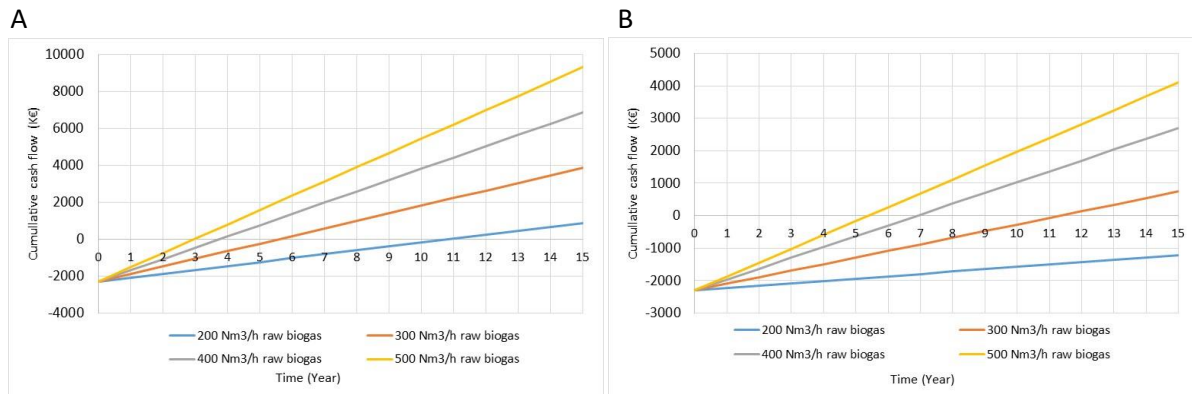 A
10000
8000
6000
4000
2000
0
-2000
-4000
Cumullative cash flow (K€)
0 1 2 3 4 5 6 7 8 9 10 11 12 13 14 15
200 Nm3/h raw biogas 300 Nm3/h raw biogas
400 Nm3/h raw biogas 500 Nm3/h raw biogas
Time (Year)
B
5000
4000
3000
2000
1000
0
-1000
-2000
-3000
Cumullative cash flow (K€)
0 1 2 3 4 5 6 7 8 9 10 11 12 13 14 15
200 Nm3/h raw biogas 300 Nm3/h raw biogas
400 Nm3/h raw biogas 500 Nm3/h raw biogas
Time (Year)